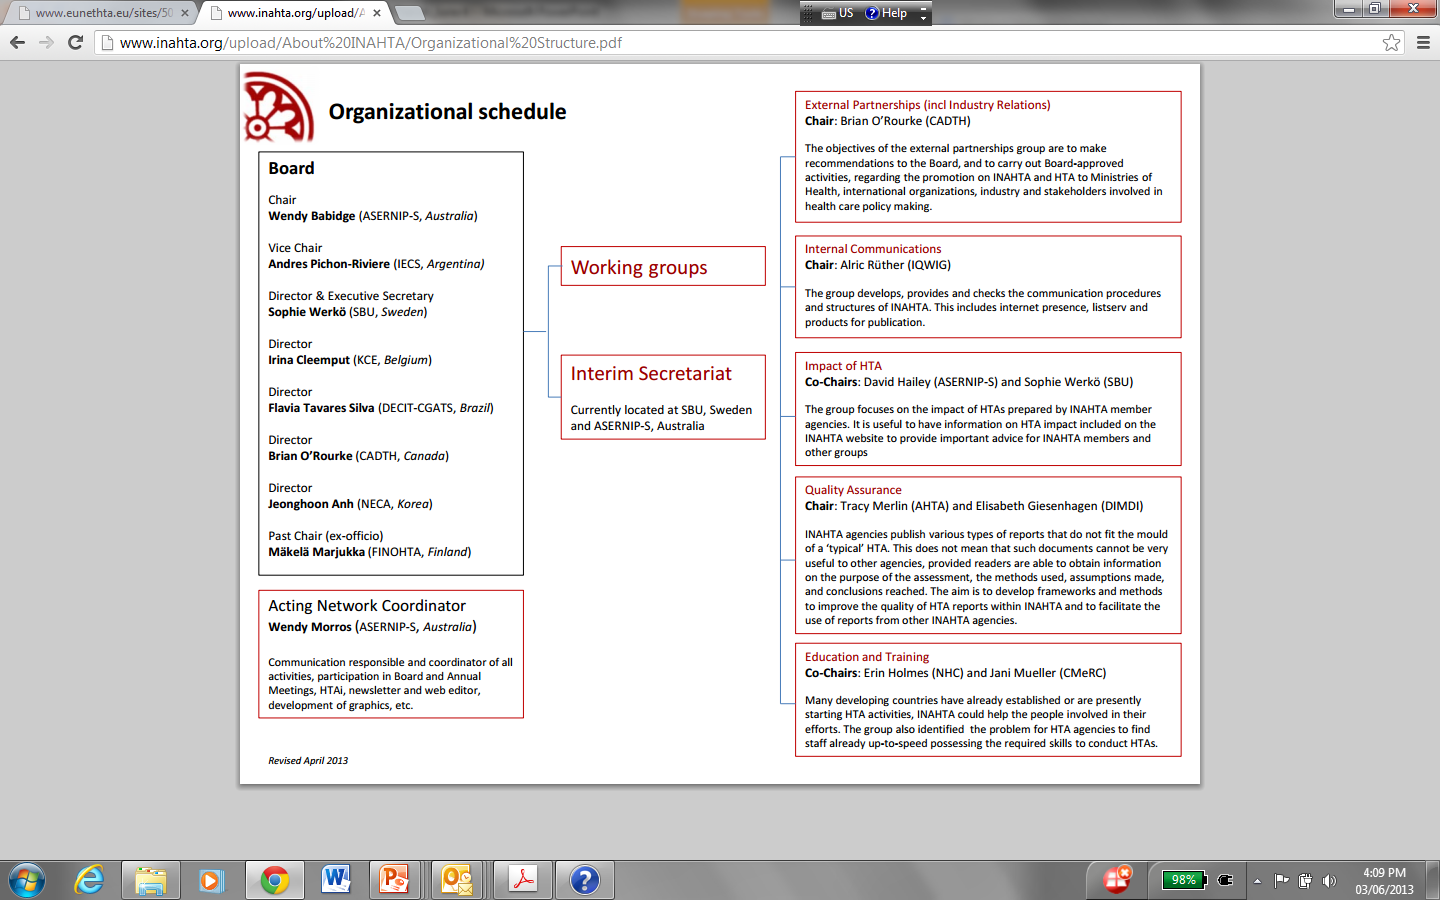 www.eunethta.eu/sites/50
www.inahta.org/upload/A
US
Help
www.inahta.org/upload/About%20INAHTA/Organizational%20Structure.pdf
Organizational schedule
Board
Chair
Wendy Babidge (ASERNIP-S, Australia)
Vice Chair
Andres Pichon-Riviere (IECS, Argentina)
Director & Executive Secretary
Sophie Werkö (SBU, Sweden)
Director
Irina Cleemput (KCE, Belgium)
Director
Flavia Tavares Silva (DECIT-CGATS, Brazil)
Director
Brian O'Rourke (CADTH, Canada)
Director
Jeonghoon Anh (NECA, Korea)
Past Chair (ex-officio)
Mäkelä Marjukka (FINOHTA, Finland)
Acting Network Coordinator
Wendy Morros (ASERNIP-S, Australia)
Communication responsible and coordinator of all
activities, participation in Board and Annual
Meetings, HTAi, newsletter and web editor,
development of graphics, etc.
Revised April 2013
Working groups
Interim Secretariat
Currently located at SBU, Sweden
and ASERNIP-S, Australia
External Partnerships (incl Industry Relations)
Chair: Brian O'Rourke (CADTH)
The objectives of the external partnerships group are to make
recommendations to the Board, and to carry out Board-approved
activities, regarding the promotion on INAHTA and HTA to Ministries of
Health, international organizations, industry and stakeholders involved in
health care policy making.
Internal Communications
Chair: Alric Rüther (IQWIG)
The group develops, provides and checks the communication procedures
and structures of INAHTA. This includes internet presence, listserv and
products for publication.
Impact of HTA
Co-Chairs: David Hailey (ASERNIP-S) and Sophie Werkö (SBU)
The group focuses on the impact of HTAs prepared by INAHTA member
agencies. It is useful to have information on HTA impact included on the
INAHTA website to provide important advice for INAHTA members and
other groups
Quality Assurance
Chair: Tracy Merlin (AHTA) and Elisabeth Giesenhagen (DIMDI)
INAHTA agencies publish various types of reports that do not fit the mould
of a 'typical' HTA. This does not mean that such documents cannot be very
useful to other agencies, provided readers are able to obtain information
on the purpose of the assessment, the methods used, assumptions made,
and conclusions reached. The aim is to develop frameworks and methods
to improve the quality of HTA reports within INAHTA and to facilitate the
use of reports from other INAHTA agencies.
Education and Training
Co-Chairs: Erin Holmes (NHC) and Jani Mueller (CMeRC)
Many developing countries have already established or are presently
starting HTA activities, INAHTA could help the people involved in their
efforts. The group also identified the problem for HTA agencies to find
staff already up-to-speed possessing the required skills to conduct HTAs.
98%
4:09 PM
03/06/2013